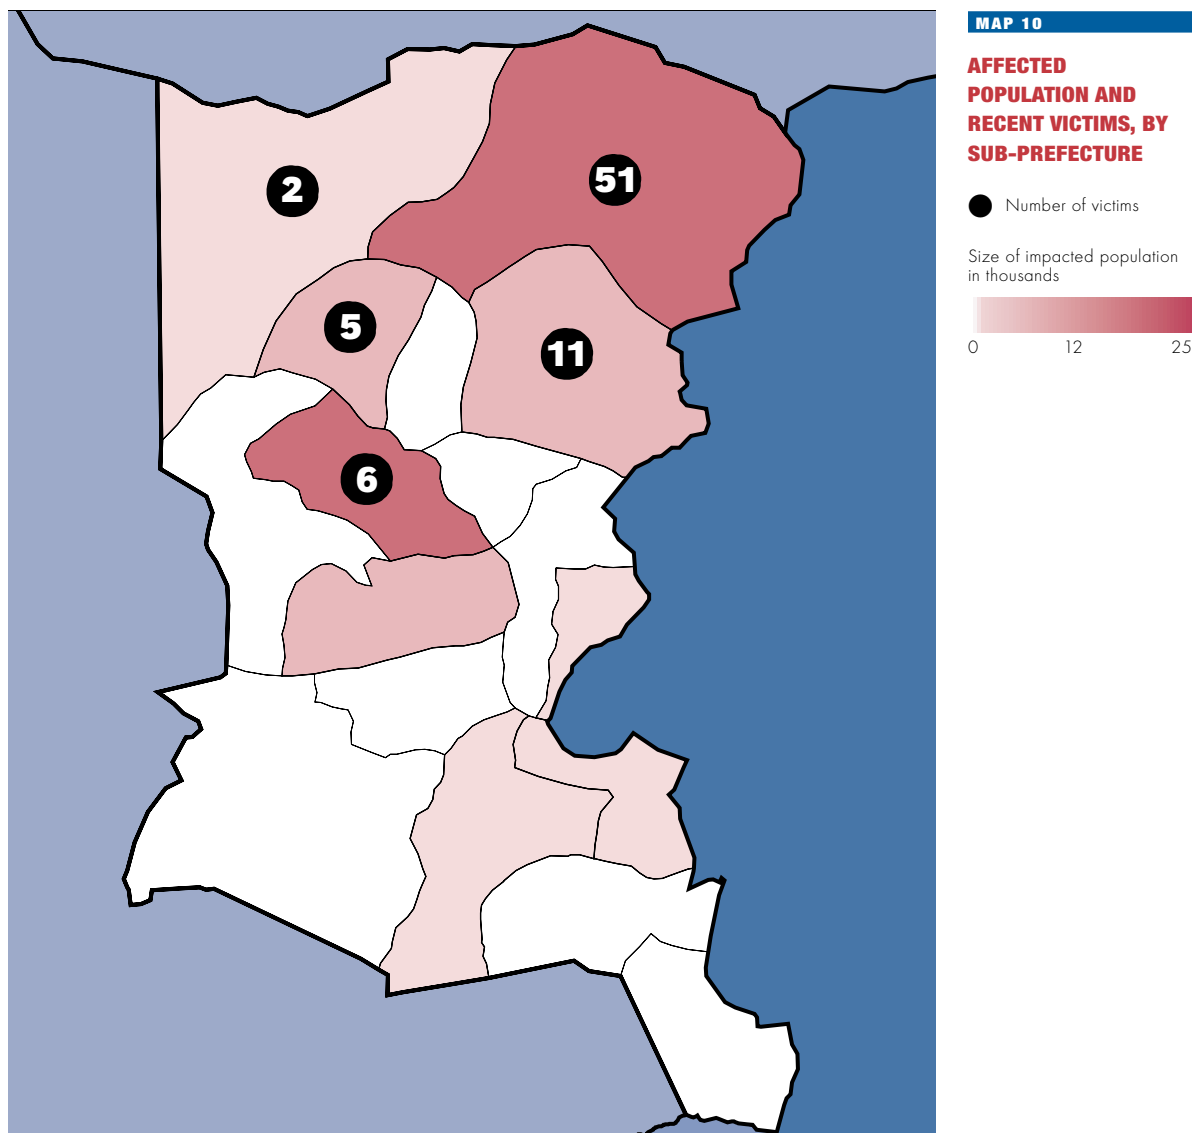 MAP 10
AFFECTED
POPULATION AND
RECENT VICTIMS, BY
SUB-PREFECTURE
Number of victims
Size of impacted population
in thousands
0 12 25
2
51
5
11
6